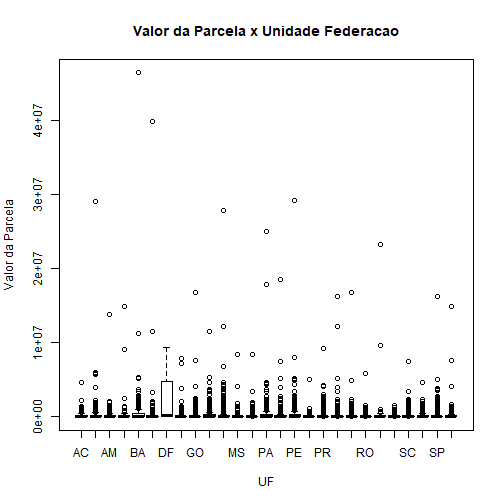 Valor da Parcela x Unidade Federacao
Valor da Parcela
4e+07
3e+07
2e+07
1e+07
0e+00
AC AM BA DF GO MS PA PE PR RO SC SP
UF